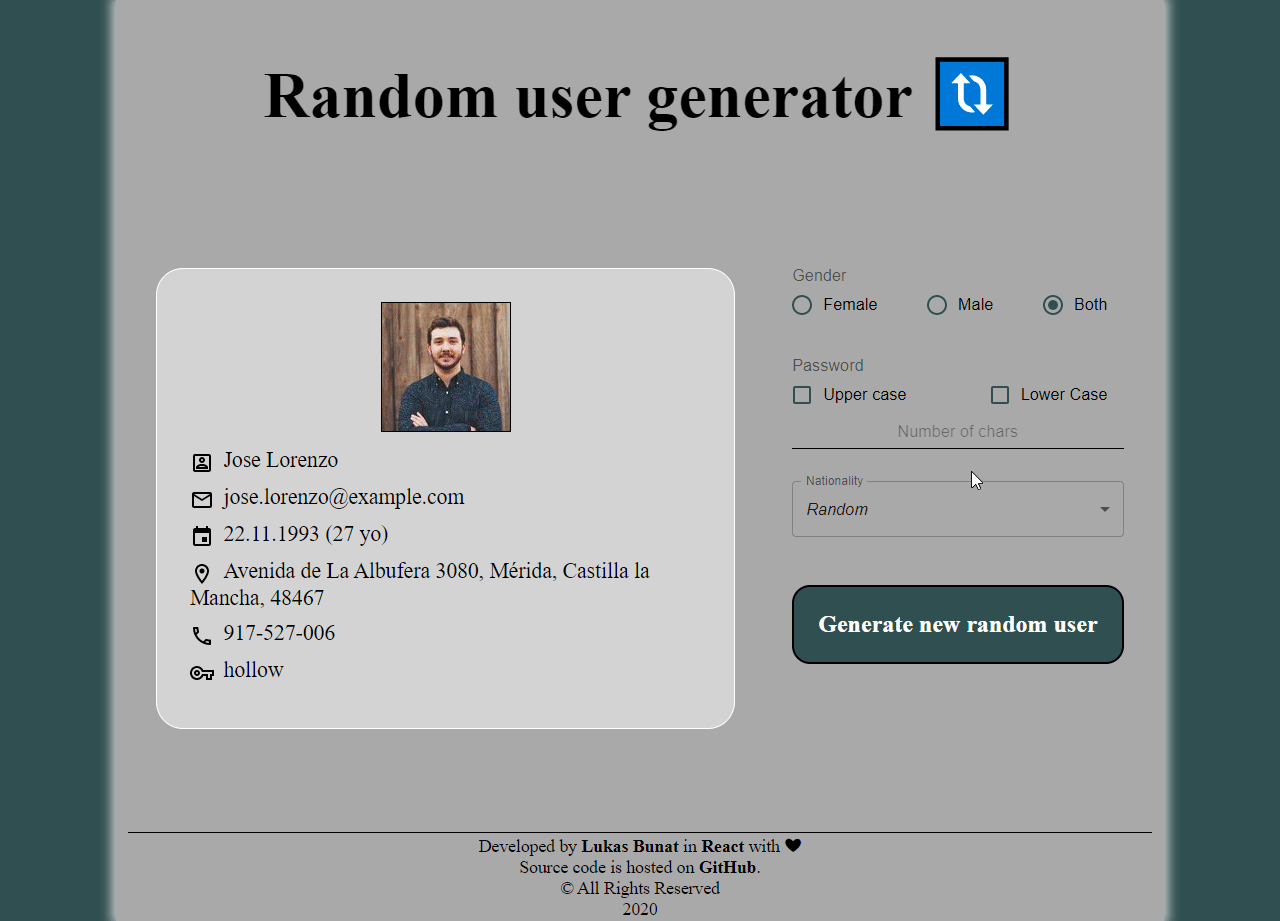 Random user generator
Jose Lorenzo
jose.lorenzo@example.com
22.11.1993 (27 yo)
Avenida de La Albufera 3080, Mérida, Castilla la
Mancha, 48467
917-527-006
hollow
Gender
Female Male Both
Password
Upper case Lower Case
Number of chars
Nationality
Random
Generate new random user
Developed by Lukas Bunat in React with
Source code is hosted on GitHub.
© All Rights Reserved
2020